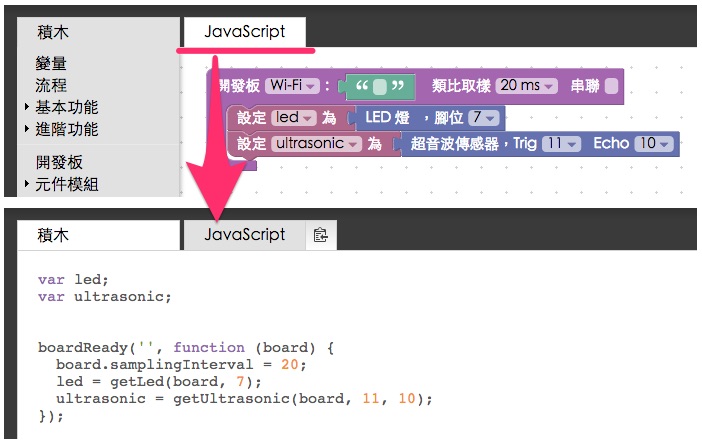 積木 JavaScript
變量
流程
基本功能
進階功能
開發板
元件模組
開發板 Wi-Fi : “ ” 類比取樣 20 ms 串聯
設定 led 為 LED 燈 ，腳位 7
設定 ultrasonic 為 超音波傳感器，Trig 11 Echo 10
積木 JavaScript
var led;
var ultrasonic;
boardReady('', function (board) {
board.samplingInterval = 20;
led = getLed(board, 7);
ultrasonic = getUltrasonic(board, 11, 10);
});